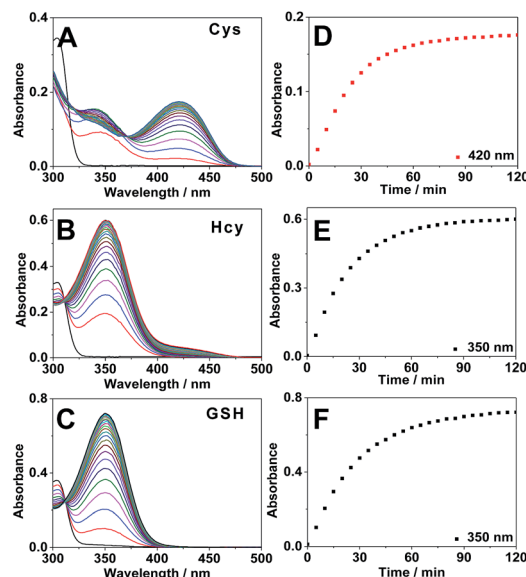 A
Cys
0.4
0.2
0.0
300 350 400 450 500
Absorbance
Wavelength / nm
D
0.2
0.1
0.0
0 30 60 90 120
Absorbance
Time / min
420 nm
B
Hcy
0.6
0.4
0.2
0.0
300 350 400 450 500
Absorbance
Wavelength / nm
E
0.6
0.3
0.0
0 30 60 90 120
Absorbance
Time / min
350 nm
C
GSH
0.8
0.4
0.0
300 350 400 450 500
Absorbance
Wavelength / nm
F
0.8
0.4
0.0
0 30 60 90 120
Absorbance
Time / min
350 nm